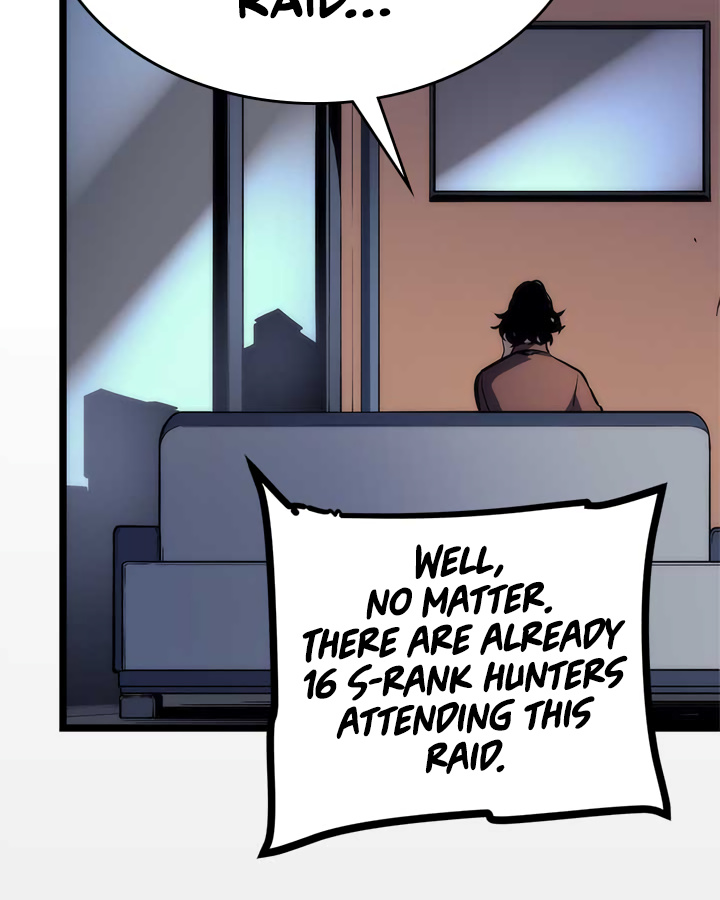 RAID...
WELL,
NO MATTER.
THERE ARE ALREADY
16 S-RANK HUNTERS
ATTENDING THIS
RAID.